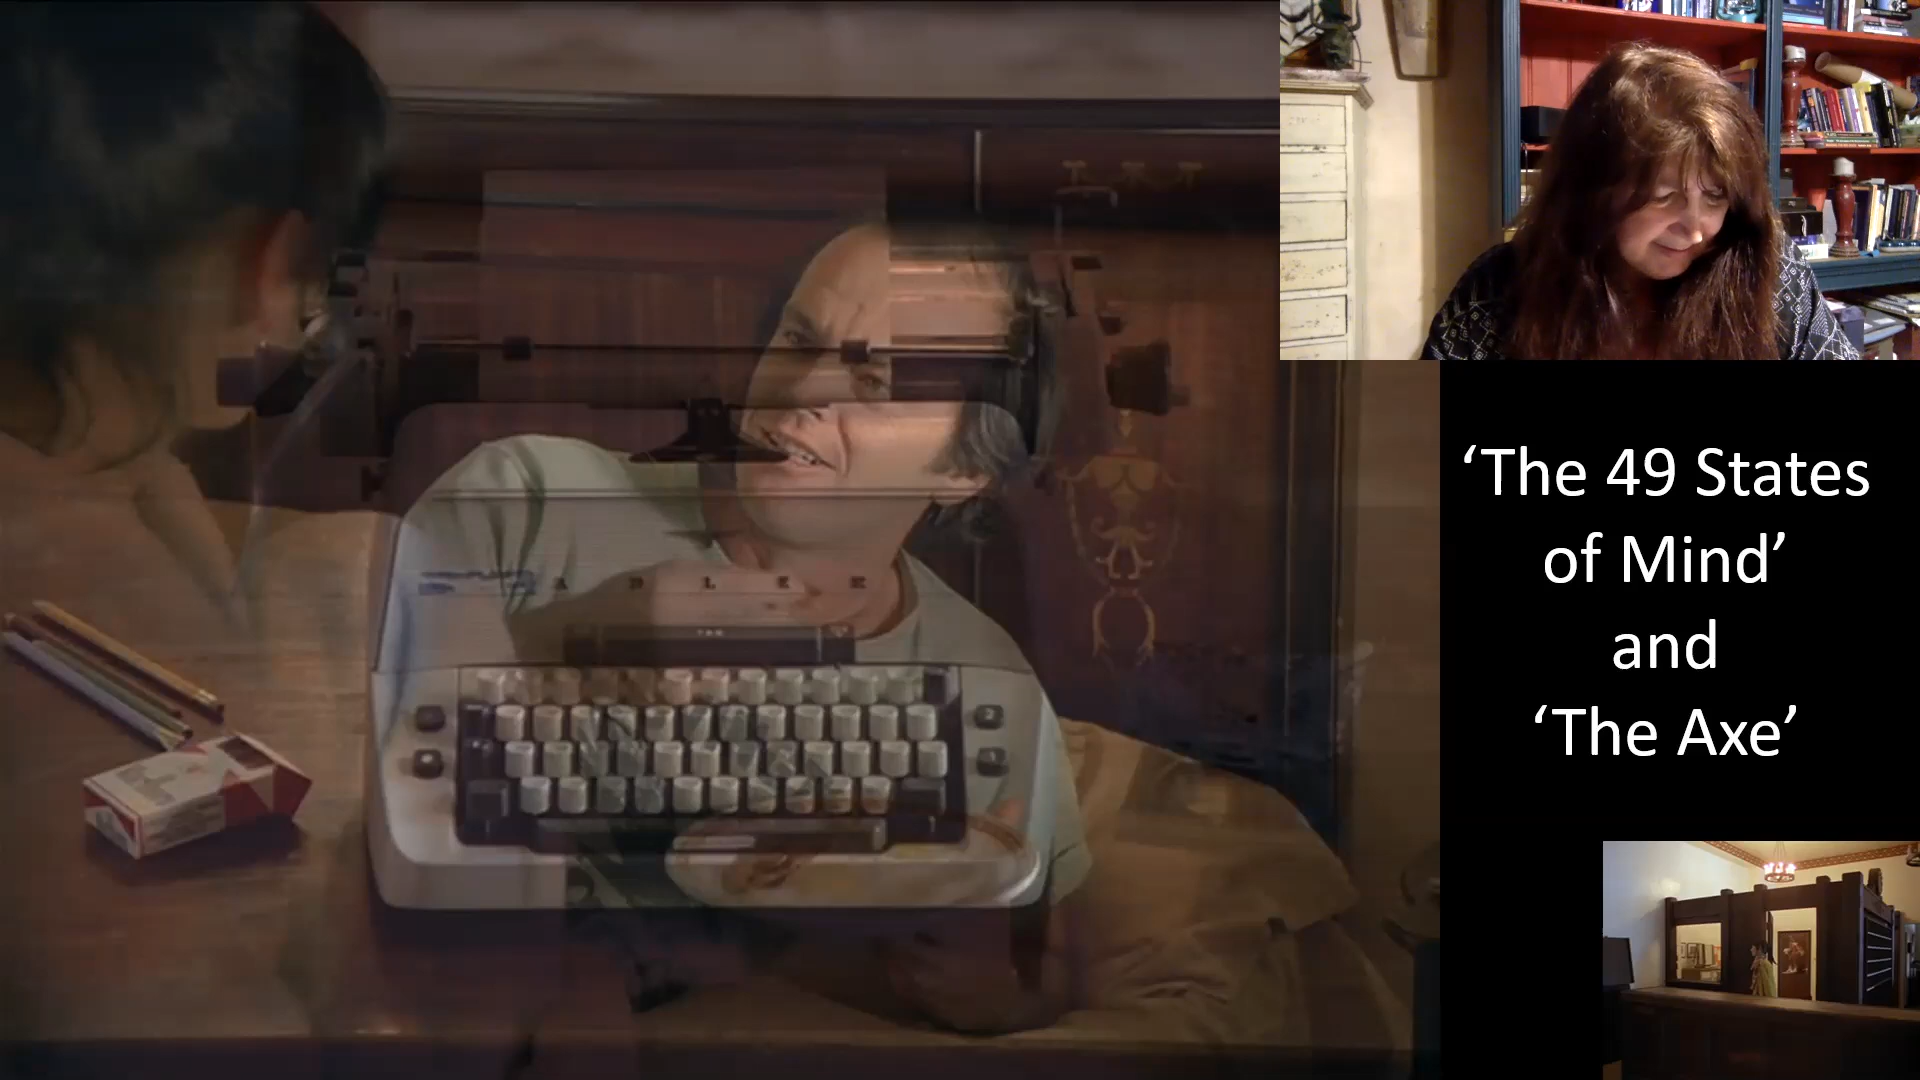 A D L E R
‘The 49 States
of Mind’
and
‘The Axe’